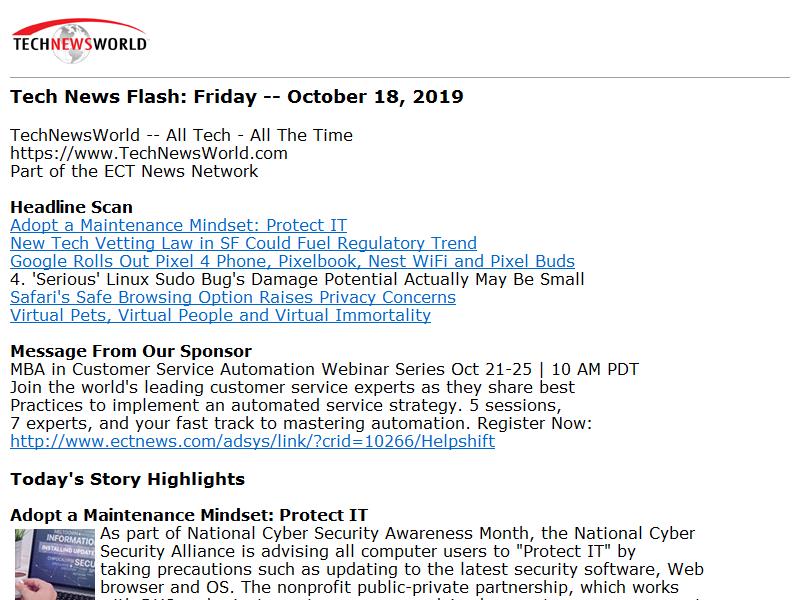 TECHNEWSWORLD
Tech News Flash: Friday -- October 18, 2019
TechNewsWorld -- All Tech - All The Time
https://www.TechNewsWorld.com
Part of the ECT News Network
Headline Scan
Adopt a Maintenance Mindset: Protect IT
New Tech Vetting Law in SF Could Fuel Regulatory Trend
Google Rolls Out Pixel 4 Phone, Pixelbook, Nest WiFi and Pixel Buds
4. 'Serious' Linux Sudo Bug's Damage Potential Actually May Be Small
Safari's Safe Browsing Option Raises Privacy Concerns
Virtual Pets, Virtual People and Virtual Immortality
Message From Our Sponsor
MBA in Customer Service Automation Webinar Series Oct 21-25 | 10 AM PDT
Join the world's leading customer service experts as they share best
Practices to implement an automated service strategy. 5 sessions,
7 experts, and your fast track to mastering automation. Register Now:
http://www.ectnews.com/adsys/link/?crid=10266/Helpshift
Today's Story Highlights
Adopt a Maintenance Mindset: Protect IT
INFORMATION
INSTALLING UPDATE
SECU
As part of National Cyber Security Awareness Month, the National Cyber
Security Alliance is advising all computer users to "Protect IT" by
taking precautions such as updating to the latest security software, Web
browser and OS. The nonprofit public-private partnership, which works